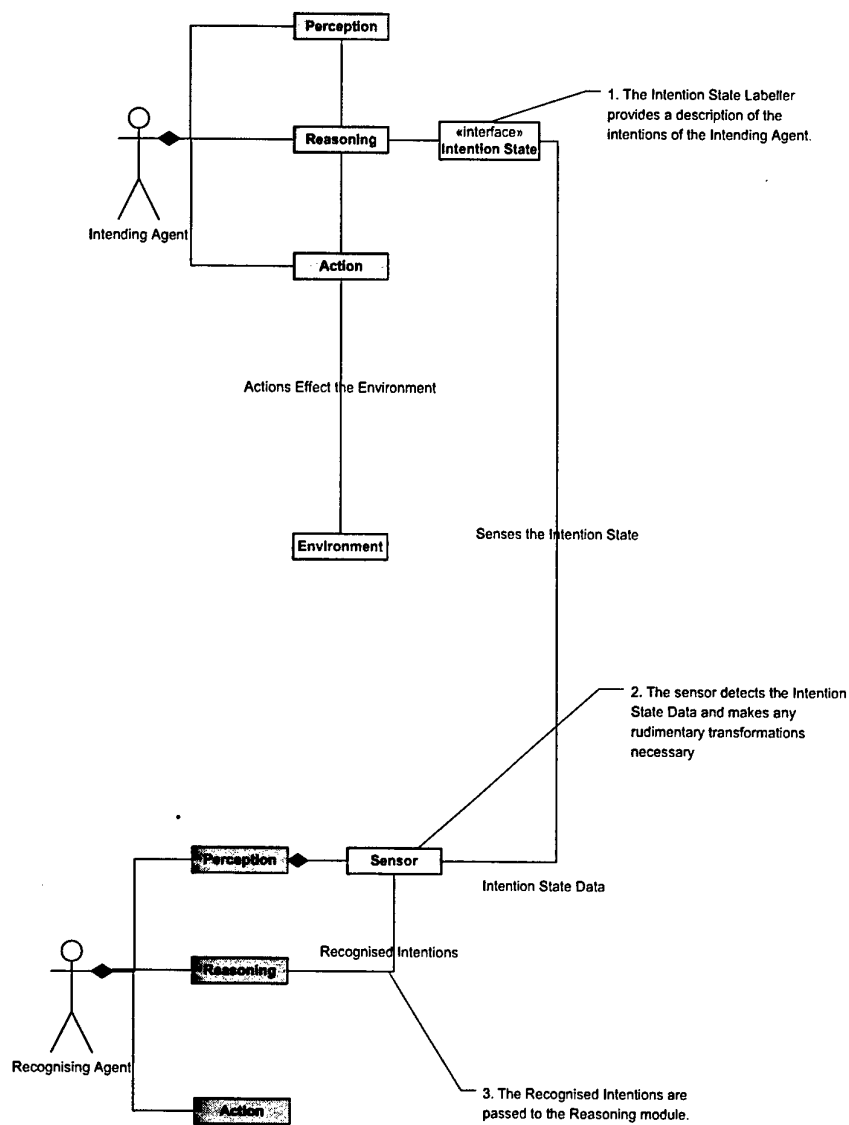 Perception
1. The Intention State Labeller
provides a description of the
intentions of the Intending Agent.
«interface»
Intention State
Reasoning
Intending Agent
Action
Actions Effect the Environment
Senses the Intention State
Environment
2. The sensor detects the Intention
State Data and makes any
rudimentary transformations
necessary
Perception
Sensor
Intention State Data
Recognised Intentions
Reasoning
Recognising Agent
3. The Recognised Intentions are
passed to the Reasoning module.
Action